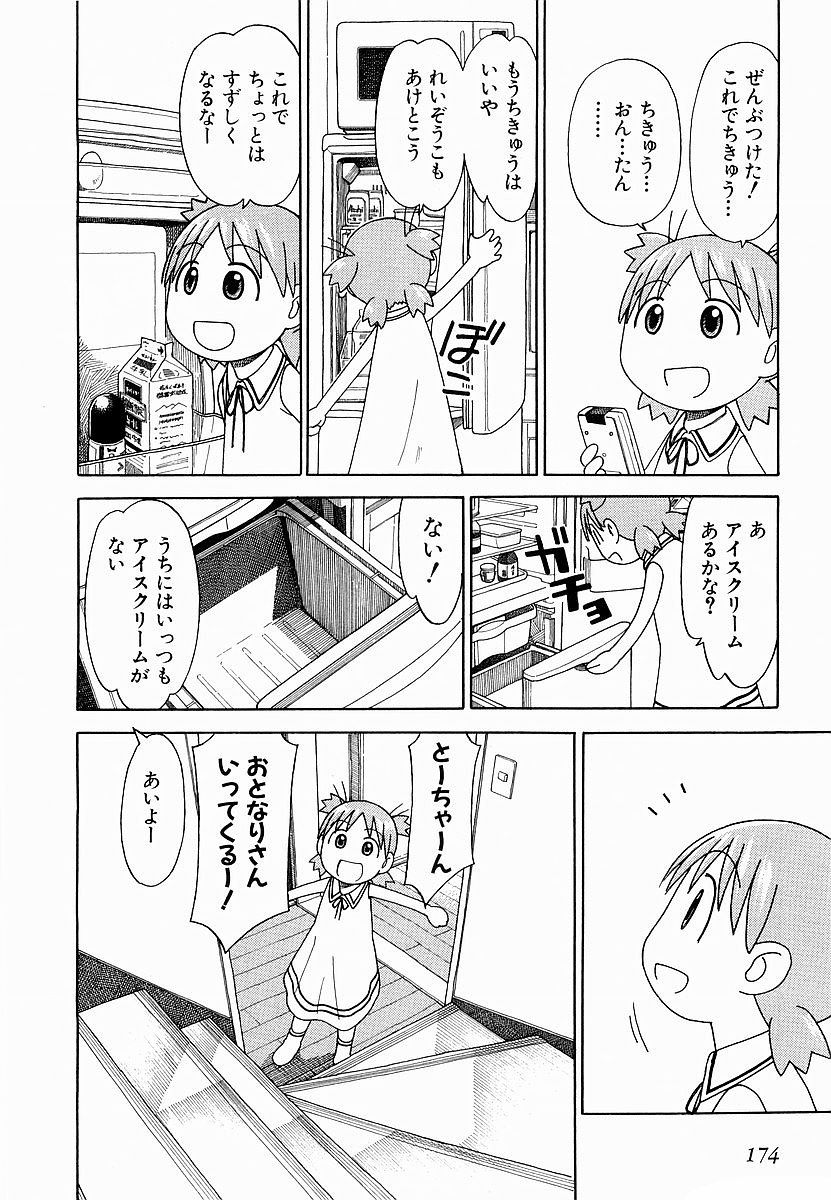 ぜんぶつけた!
これでちきゅう…
ちきゅう…
おん…たん
……
もうちきゅうは
いいや
れいぞうこも
あけとこう
ぼこ
これで
ちょっとは
すずしく
なるなー
あ
アイスクリーム
あるかな?
ガチョ
ない!
うちにはいっつも
アイスクリームが
ない
とーちゃーん
おとなりさん
いってくるー!
あいよー
174